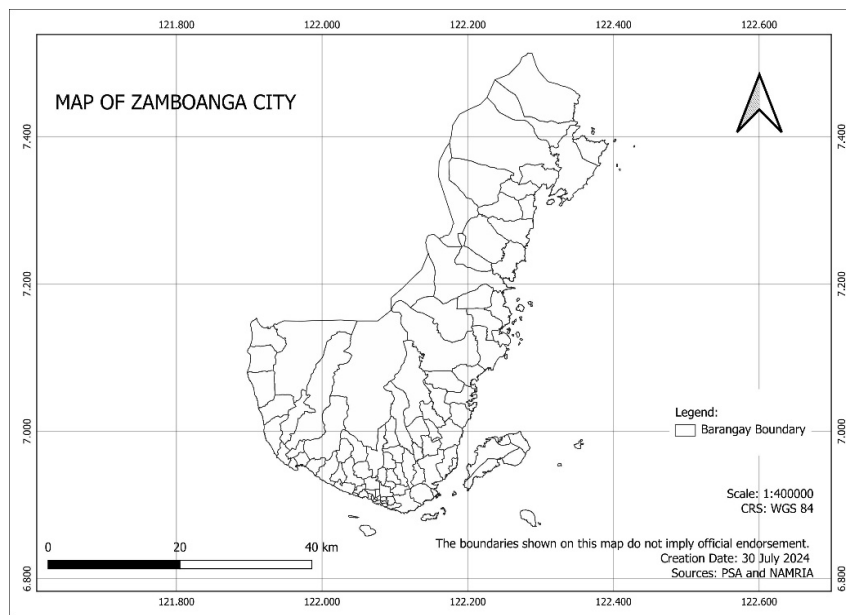 121.800 122.000 122.200 122.400 122.600
MAP OF ZAMBOANGA CITY
7.400 7.400
7.200 7.200
7.000 7.000
6.800 6.800
Legend:
Barangay Boundary
Scale: 1:400000
CRS: WGS 84
The boundaries shown on this map do not imply official endorsement.
Creation Date: 30 July 2024
Sources: PSA and NAMRIA
0 20 40 km
121.800 122.000 122.200 122.400 122.600